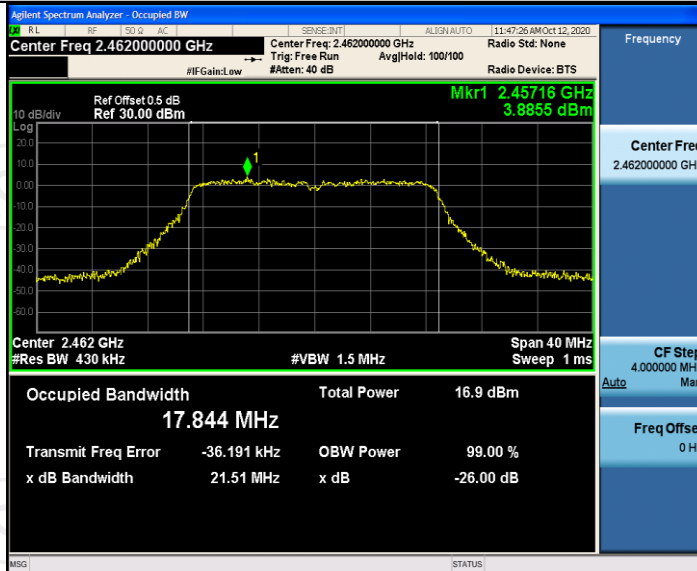 Agilent Spectrum Analyzer - Occupied BW
RL RF 50 Ω AC SENSE:INT ALIGN AUTO 11:47:26 AM Oct 12, 2020
Center Freq 2.462000000 GHz
Center Freq: 2.462000000 GHz
Radio Std: None
Trig: Free Run Avg|Hold: 100/100
#IFGain:Low #Atten: 40 dB Radio Device: BTS
Frequency
Mkr1 2.45716 GHz
3.8855 dBm
Ref Offset 0.5 dB
10 dB/div Ref 30.00 dBm
Log
20.0
10.0
0.00
-10.0
-20.0
-30.0
-40.0
-50.0
-60.0
1
Center Fre
2.462000000 GH
Center 2.462 GHz Span 40 MHz
#Res BW 430 kHz #VBW 1.5 MHz Sweep 1 ms
CF Step
4.000000 MH
Auto Ma
Occupied Bandwidth Total Power 16.9 dBm
17.844 MHz
Transmit Freq Error -36.191 kHz OBW Power 99.00 %
x dB Bandwidth 21.51 MHz x dB -26.00 dB
Freq Offse
0 H
MSG STATUS